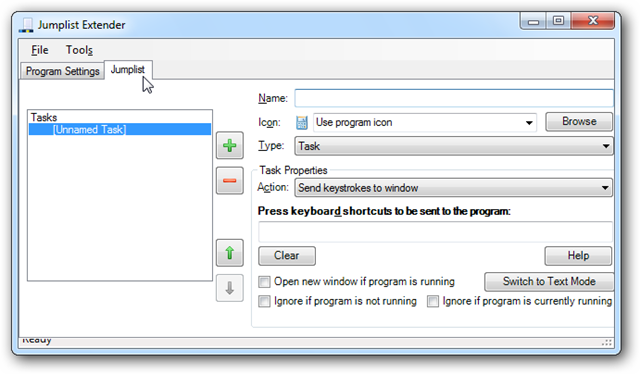 Jumplist Extender
File Tools
Program Settings Jumplist
Name:
Tasks
[Unnamed Task]
Icon: Use program icon Browse
Type: Task
Task Properties
Action: Send keystrokes to window
Press keyboard shortcuts to be sent to the program:
Clear Help
Open new window if program is running Switch to Text Mode
Ignore if program is not running Ignore if program is currently running
Ready